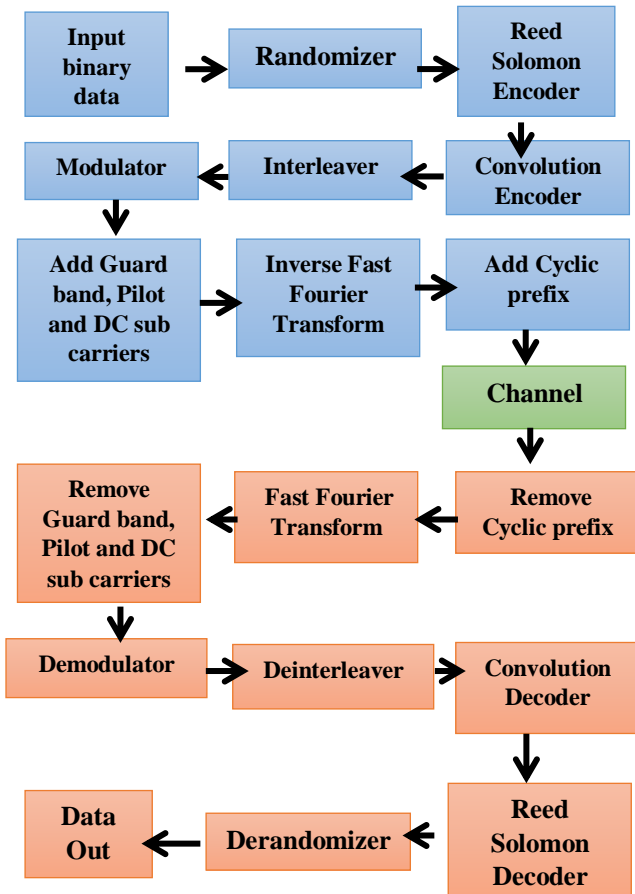 Input
binary
data
Randomizer
Reed
Solomon
Encoder
Modulator
Interleaver
Convolution
Encoder
Add Guard
band, Pilot
and DC sub
carriers
Inverse Fast
Fourier
Transform
Add Cyclic
prefix
Channel
Remove
Guard band,
Pilot and DC
sub carriers
Fast Fourier
Transform
Remove
Cyclic prefix
Demodulator
Deinterleaver
Convolution
Decoder
Data
Out
Derandomizer
Reed
Solomon
Decoder